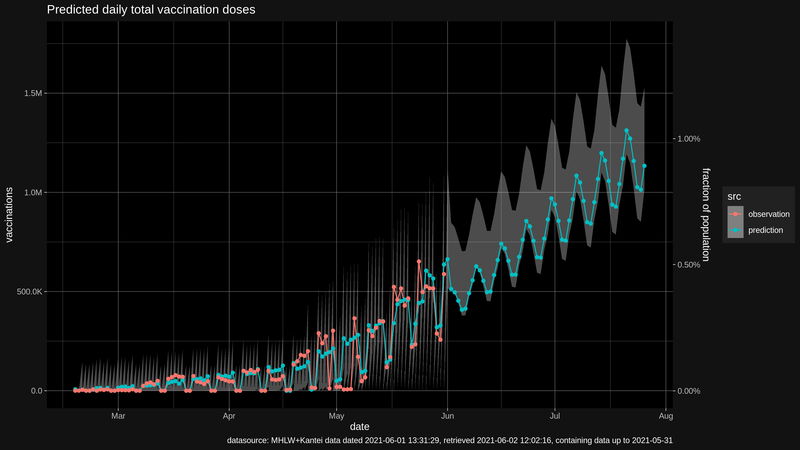 Predicted daily total vaccination doses
vaccinations
1.5M
1.0M
500.0K
0.0
1.00%
0.50%
0.00%
fraction of population
src
observation
prediction
Mar
Apr
May
Jun
Jul
Aug
date
datasource: MHLW+Kantei data dated 2021-06-01 13:31:29, retrieved 2021-06-02 12:02:16, containing data up to 2021-05-31